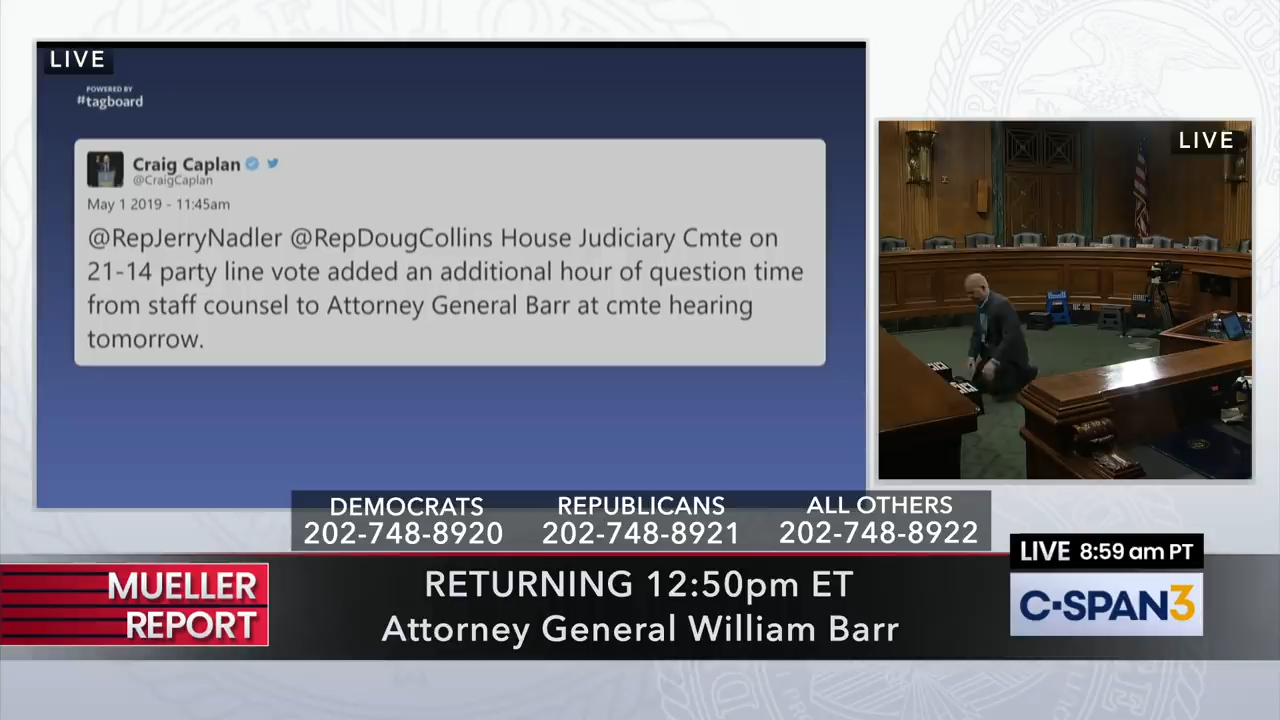 LIVE
POWERED BY
#tagboard
Craig Caplan
@CraigCaplan
May 1 2019 - 11:45am
@RepJerryNadler @RepDougCollins House Judiciary Cmte on
21-14 party line vote added an additional hour of question time
from staff counsel to Attorney General Barr at cmte hearing
tomorrow.
LIVE
DEMOCRATS
202-748-8920
REPUBLICANS
202-748-8921
ALL OTHERS
202-748-8922
MUELLER
REPORT
RETURNING 12:50pm ET
Attorney General William Barr
LIVE 8:59 am PT
C-SPAN3